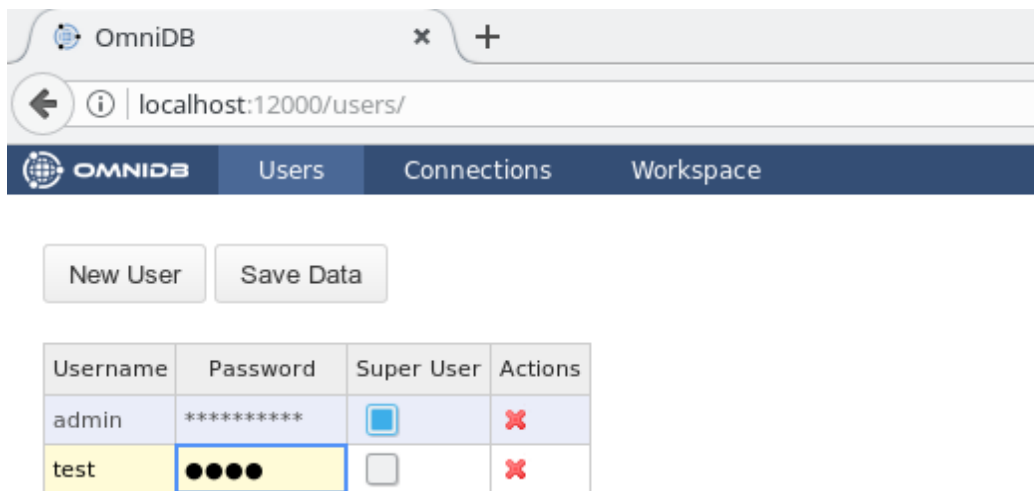 OmniDB
localhost:12000/users/
OMNIDB Users Connections Workspace
New User Save Data
Username Password Super User Actions
admin **********
test ●●●●